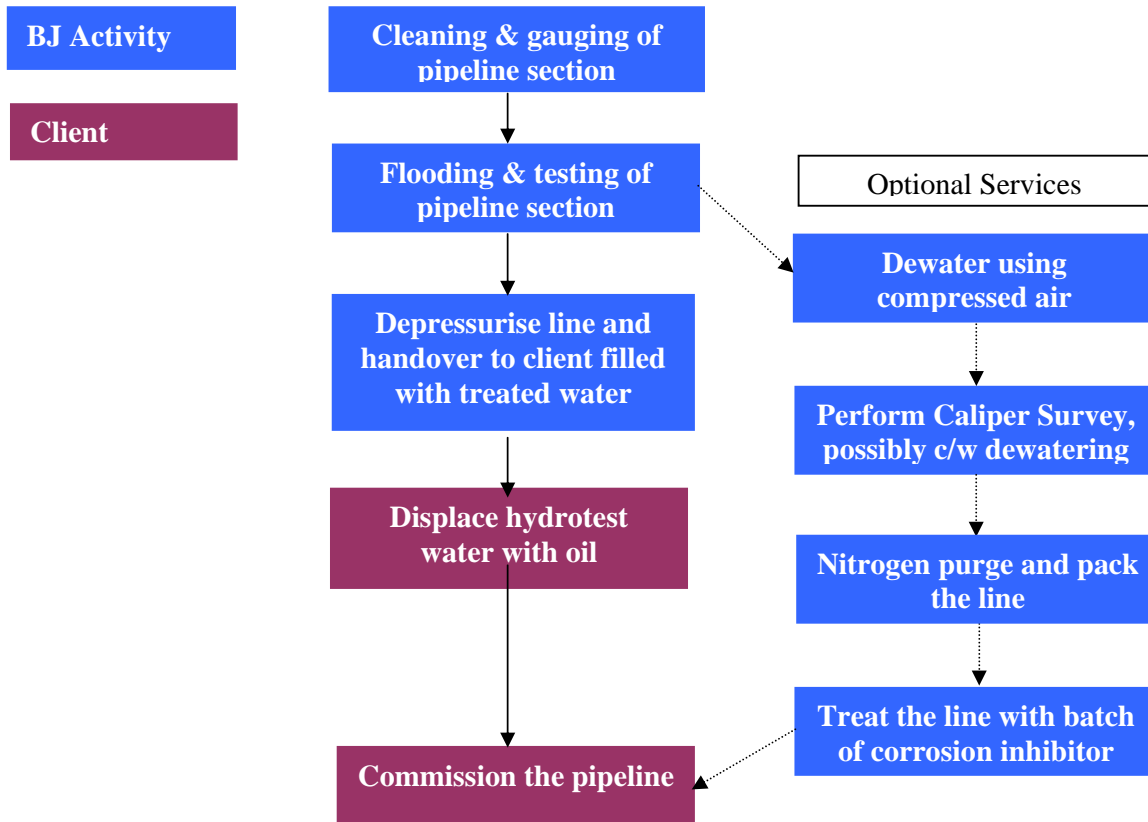 BJ Activity
Client
Cleaning & gauging of
pipeline section
Flooding & testing of
pipeline section
Depressurise line and
handover to client filled
with treated water
Displace hydrotest
water with oil
Commission the pipeline
Optional Services
Dewater using
compressed air
Perform Caliper Survey,
possibly c/w dewatering
Nitrogen purge and pack
the line
Treat the line with batch
of corrosion inhibitor